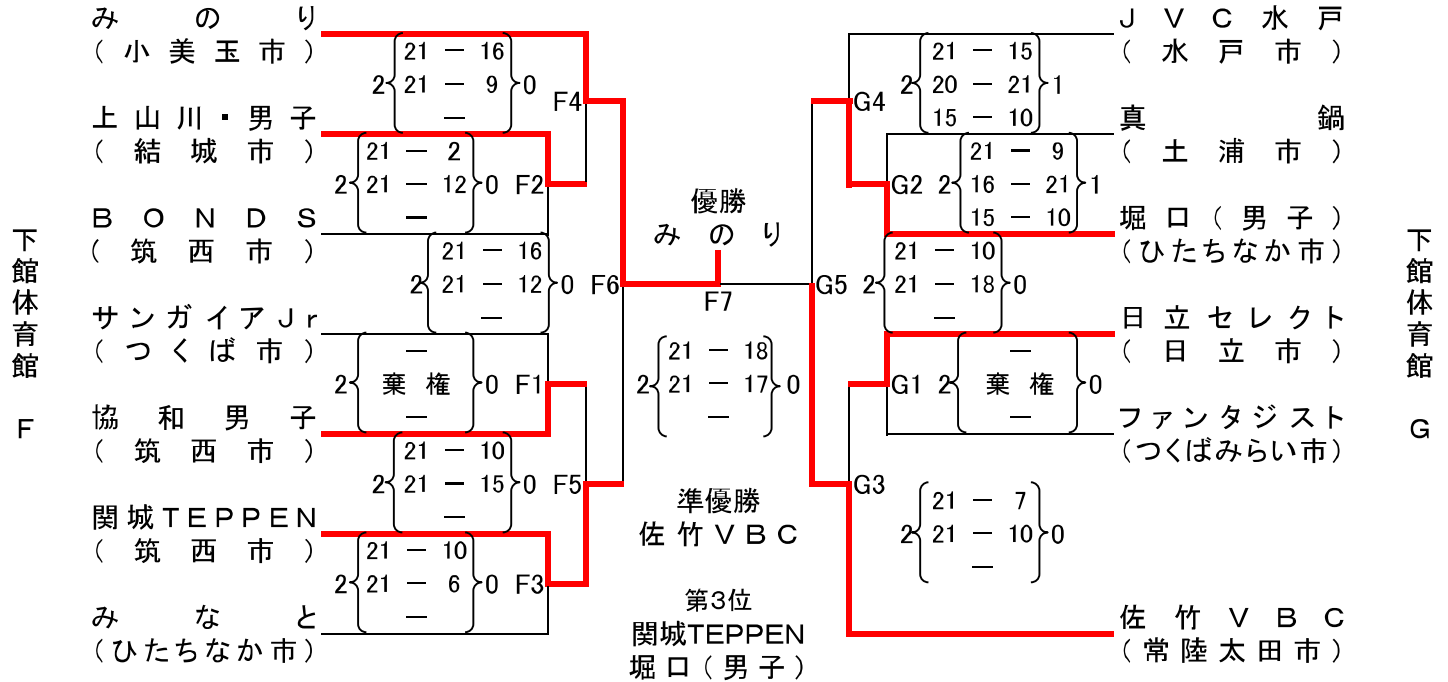 下館体育館 F
みのり
(小美玉市)
上山川・男子
(結城市)
BONDS
(筑西市)
サンガイアJr
(つくば市)
協和男子
(筑西市)
関城TEPPEN
(筑西市)
みなと
(ひたちなか市)
21 — 16
2 21 — 9 0
—
F4
21 — 2
2 21 — 12 0
—
F2
21 — 16
2 21 — 12 0
—
F6
—
2 棄権 0
—
F1
21 — 10
2 21 — 15 0
—
F5
21 — 10
2 21 — 6 0
—
F3
優勝
みのり
F7
21 — 18
2 21 — 17 0
—
準優勝
佐竹VBC
第3位
関城TEPPEN
堀口(男子)
21 — 15
2 20 — 21 1
15 — 10
G4
21 — 9
2 16 — 21 1
15 — 10
G2
21 — 10
2 21 — 18 0
—
G5
—
2 棄権 0
—
G1
21 — 7
2 21 — 10 0
—
G3
JVC水戸
(水戸市)
真鍋
(土浦市)
堀口(男子)
(ひたちなか市)
日立セレクト
(日立市)
ファンタジスト
(つくばみらい市)
佐竹VBC
(常陸太田市)
下館体育館 G